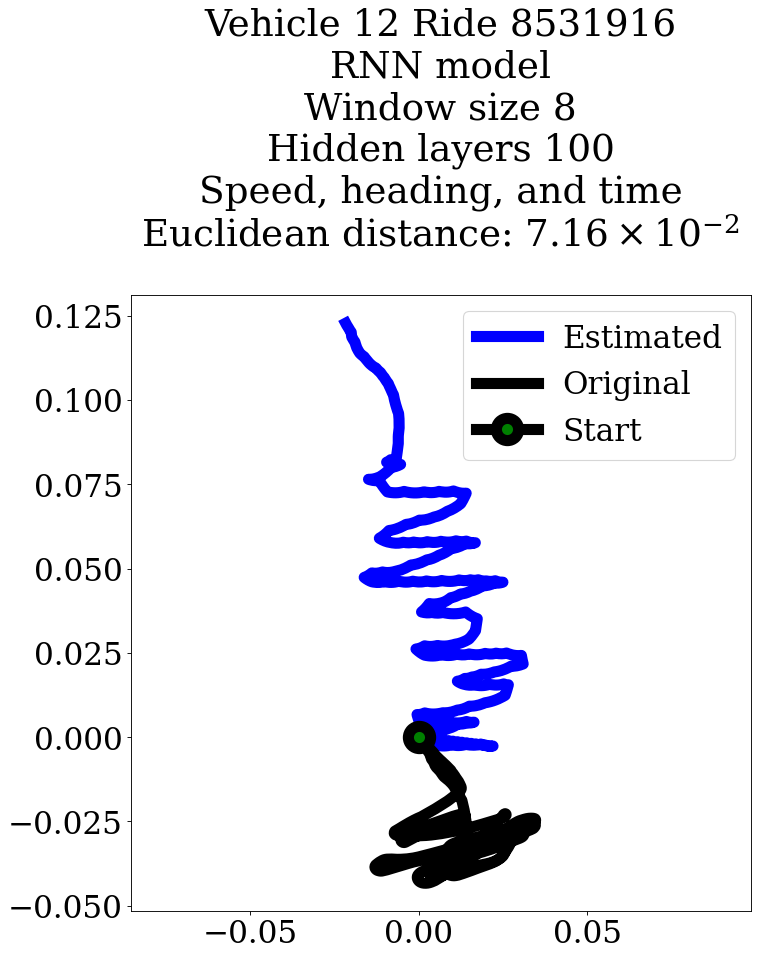 Vehicle 12 Ride 8531916
RNN model
Window size 8
Hidden layers 100
Speed, heading, and time
Euclidean distance: 7.16 × 10⁻²
0.125
0.100
0.075
0.050
0.025
0.000
−0.025
−0.050
Estimated
Original
Start
−0.05 0.00 0.05